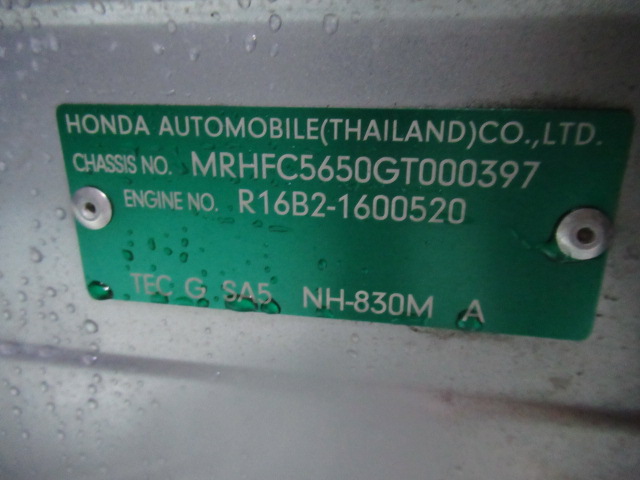 HONDA AUTOMOBILE(THAILAND)CO.,LTD.
CHASSIS NO. MRHFC5650GT000397
ENGINE NO. R16B2-1600520
TEC G SA5 NH-830M A